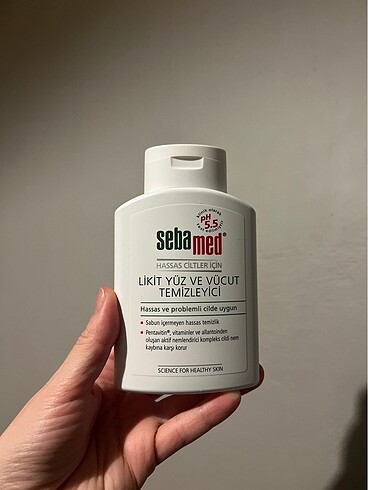 klinik olarak
pH
5.5
sebamed®
HASSAS CİLTLER İÇİN
LİKİT YÜZ VE VÜCUT
TEMİZLEYİCİ
Hassas ve problemli cilde uygun
Sabun içermeyen hassas temizlik
Pentavitin®, vitaminler ve allantoinden
oluşan aktif nemlendirici kompleks cildi nem
kaybına karşı korur
SCIENCE FOR HEALTHY SKIN